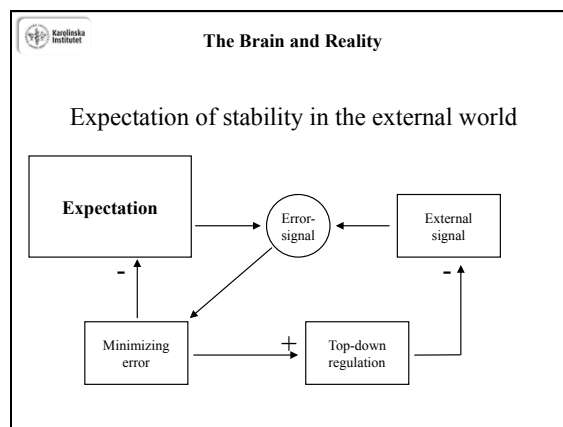 Karolinska
Institutet
The Brain and Reality
Expectation of stability in the external world
Expectation
Error-
signal
External
signal
-
-
Minimizing
error
+
Top-down
regulation